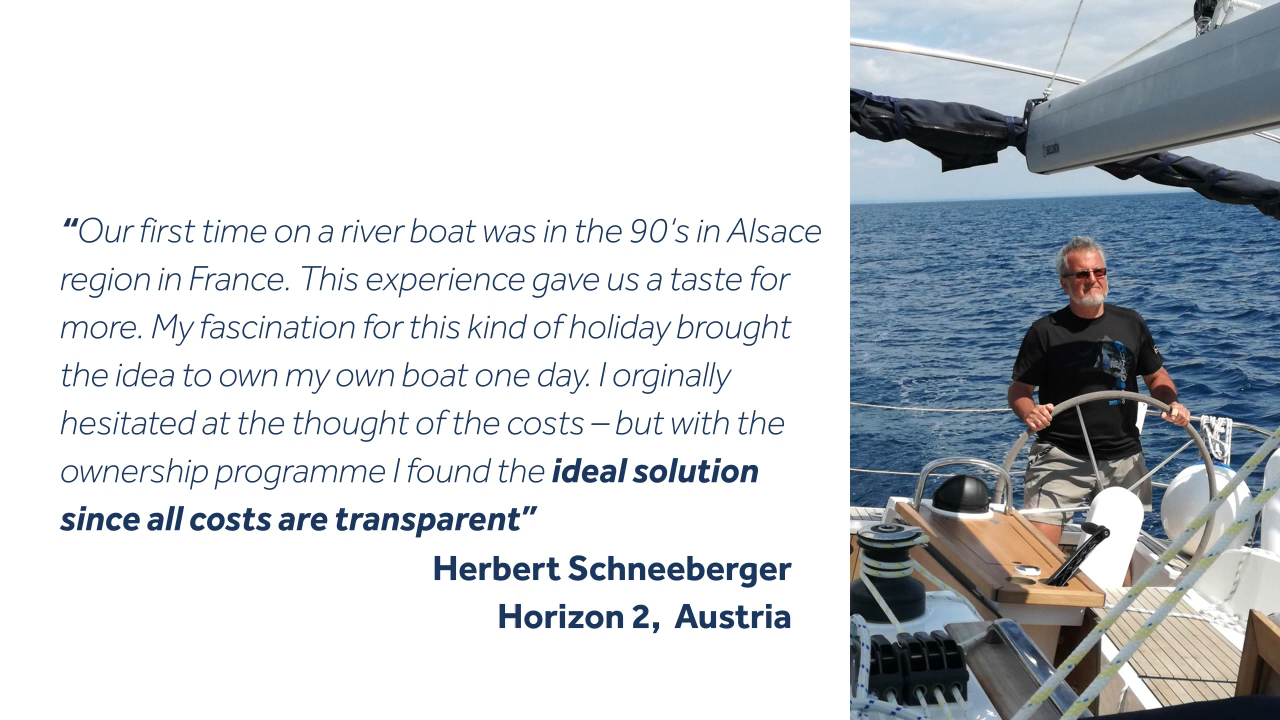 “Our first time on a river boat was in the 90's in Alsace
region in France. This experience gave us a taste for
more. My fascination for this kind of holiday brought
the idea to own my own boat one day. I orginally
hesitated at the thought of the costs – but with the
ownership programme I found the ideal solution
since all costs are transparent”
Herbert Schneeberger
Horizon 2, Austria